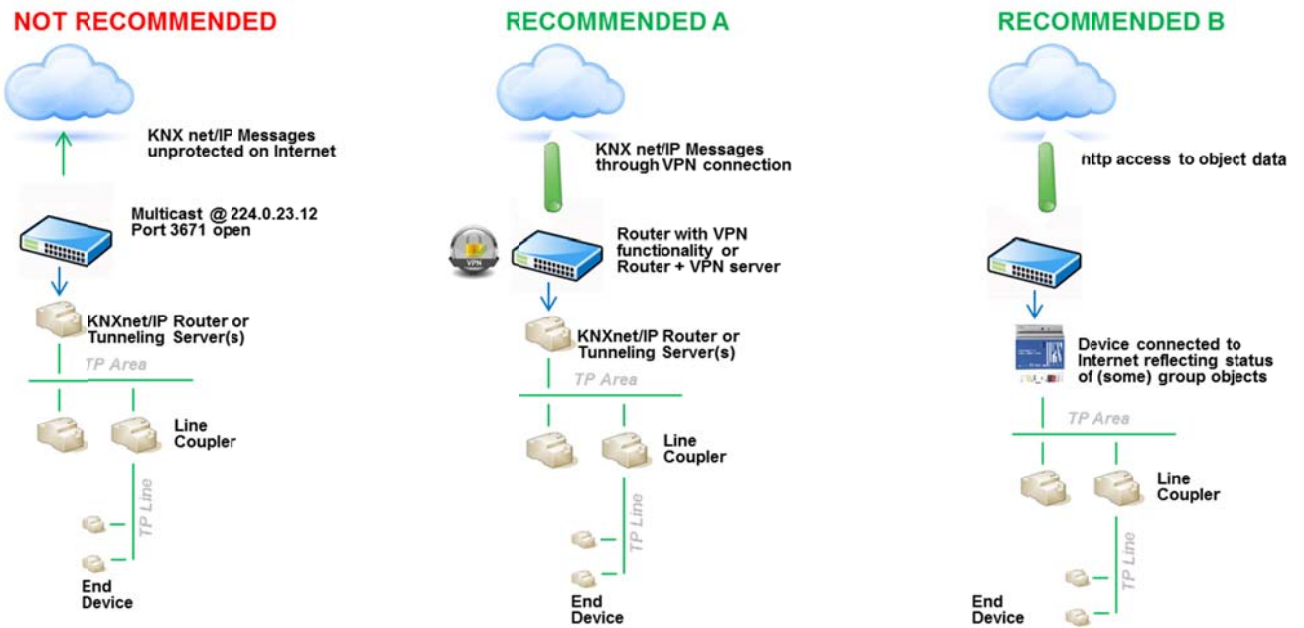 NOT RECOMMENDED
KNX net/IP Messages
unprotected on Internet
Multicast @ 224.0.23.12
Port 3671 open
KNXnet/IP Router or
Tunneling Server(s)
TP Area
Line
Coupler
TP Line
End
Device
RECOMMENDED A
KNX net/IP Messages
through VPN connection
VPN
Router with VPN
functionality or
Router + VPN server
KNXnet/IP Router or
Tunneling Server(s)
TP Area
Line
Coupler
TP Line
End
Device
RECOMMENDED B
http access to object data
Device connected to
Internet reflecting status
of (some) group objects
TP Area
Line
Coupler
TP Line
End
Device